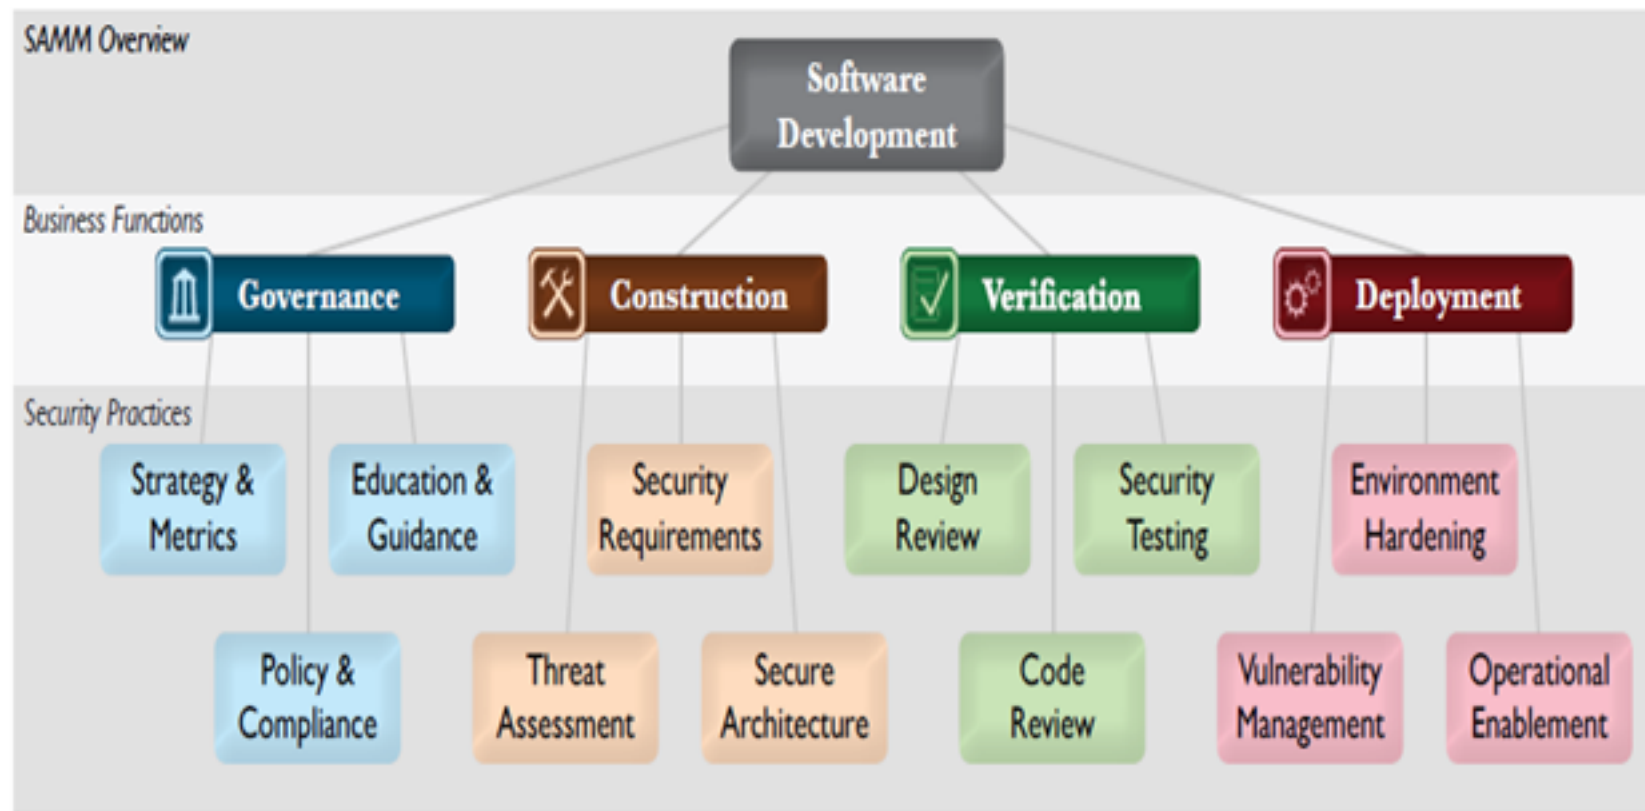 SAMM Overview
Software
Development
Business Functions
Governance
Construction
Verification
Deployment
Security Practices
Strategy &
Metrics
Education &
Guidance
Security
Requirements
Design
Review
Security
Testing
Environment
Hardening
Policy &
Compliance
Threat
Assessment
Secure
Architecture
Code
Review
Vulnerability
Management
Operational
Enablement